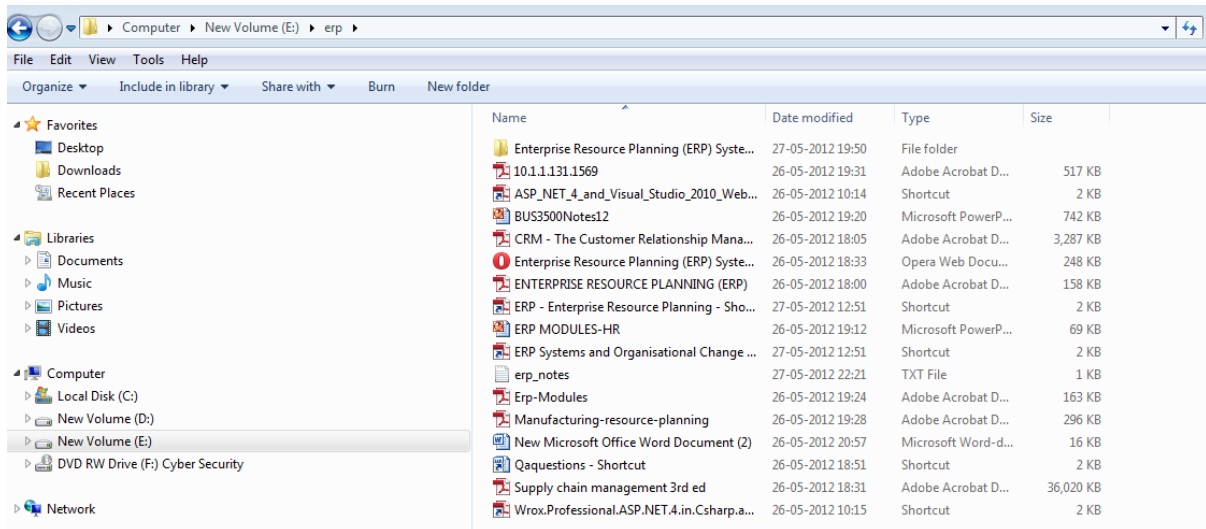 Computer New Volume (E:) erp
File Edit View Tools Help
Organize Include in library Share with Burn New folder
Favorites
Desktop
Downloads
Recent Places
Libraries
Documents
Music
Pictures
Videos
Computer
Local Disk (C:)
New Volume (D:)
New Volume (E:)
DVD RW Drive (F:) Cyber Security
Network
Name Date modified Type Size
Enterprise Resource Planning (ERP) Syste... 27-05-2012 19:50 File folder
10.1.1.131.1569 26-05-2012 19:31 Adobe Acrobat D... 517 KB
ASP_NET_4_and_Visual_Studio_2010_Web... 26-05-2012 10:14 Shortcut 2 KB
BUS3500Notes12 26-05-2012 19:20 Microsoft PowerP... 742 KB
CRM - The Customer Relationship Mana... 26-05-2012 18:05 Adobe Acrobat D... 3,287 KB
Enterprise Resource Planning (ERP) Syste... 26-05-2012 18:33 Opera Web Docu... 248 KB
ENTERPRISE RESOURCE PLANNING (ERP) 26-05-2012 18:00 Adobe Acrobat D... 158 KB
ERP - Enterprise Resource Planning - Sho... 27-05-2012 12:51 Shortcut 2 KB
ERP MODULES-HR 26-05-2012 19:12 Microsoft PowerP... 69 KB
ERP Systems and Organisational Change ... 27-05-2012 12:51 Shortcut 2 KB
erp_notes 27-05-2012 22:21 TXT File 1 KB
Erp-Modules 26-05-2012 19:24 Adobe Acrobat D... 163 KB
Manufacturing-resource-planning 26-05-2012 19:28 Adobe Acrobat D... 296 KB
New Microsoft Office Word Document (2) 26-05-2012 20:57 Microsoft Word-d... 16 KB
Qaquestions - Shortcut 26-05-2012 18:51 Shortcut 2 KB
Supply chain management 3rd ed 26-05-2012 18:31 Adobe Acrobat D... 36,020 KB
Wrox.Professional.ASP.NET.4.in.Csharp.a... 26-05-2012 10:15 Shortcut 2 KB